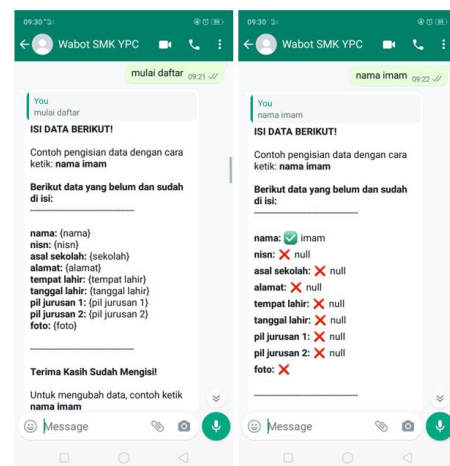 09:30
Wabot SMK YPC
mulai daftar 09:21
You
mulai daftar
ISI DATA BERIKUT!
Contoh pengisian data dengan cara
ketik: nama imam
Berikut data yang belum dan sudah
di isi:
nama: {nama}
nisn: {nisn}
asal sekolah: {sekolah}
alamat: {alamat}
tempat lahir: {tempat lahir}
tanggal lahir: {tanggal lahir}
pil jurusan 1: {pil jurusan 1}
pil jurusan 2: {pil jurusan 2}
foto: {foto}
Terima Kasih Sudah Mengisi!
Untuk mengubah data, contoh ketik
nama imam
Message
09:30
Wabot SMK YPC
nama imam 09:22
You
nama imam
ISI DATA BERIKUT!
Contoh pengisian data dengan cara
ketik: nama imam
Berikut data yang belum dan sudah
di isi:
nama: ✅ imam
nisn: ❌ null
asal sekolah: ❌ null
alamat: ❌ null
tempat lahir: ❌ null
tanggal lahir: ❌ null
pil jurusan 1: ❌ null
pil jurusan 2: ❌ null
foto: ❌
Message